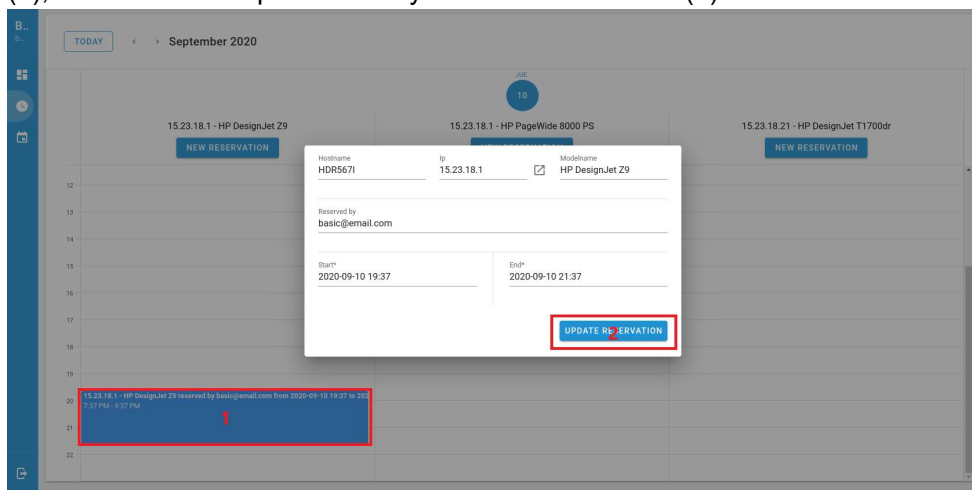 B...
b...
TODAY < > September 2020
JUE.
10
15.23.18.1 - HP DesignJet Z9
15.23.18.1 - HP PageWide 8000 PS
15.23.18.21 - HP DesignJet T1700dr
NEW RESERVATION
NEW RESERVATION
Hostname
HDR567I
Ip
15.23.18.1
Modelname
HP DesignJet Z9
Reserved by
basic@email.com
Start*
2020-09-10 19:37
End*
2020-09-10 21:37
UPDATE RESERVATION
2
12
13
14
15
16
17
18
19
20
21
22
15.23.18.1 - HP DesignJet Z9 reserved by basic@email.com from 2020-09-10 19:37 to 202
7:37 PM - 9:37 PM
1